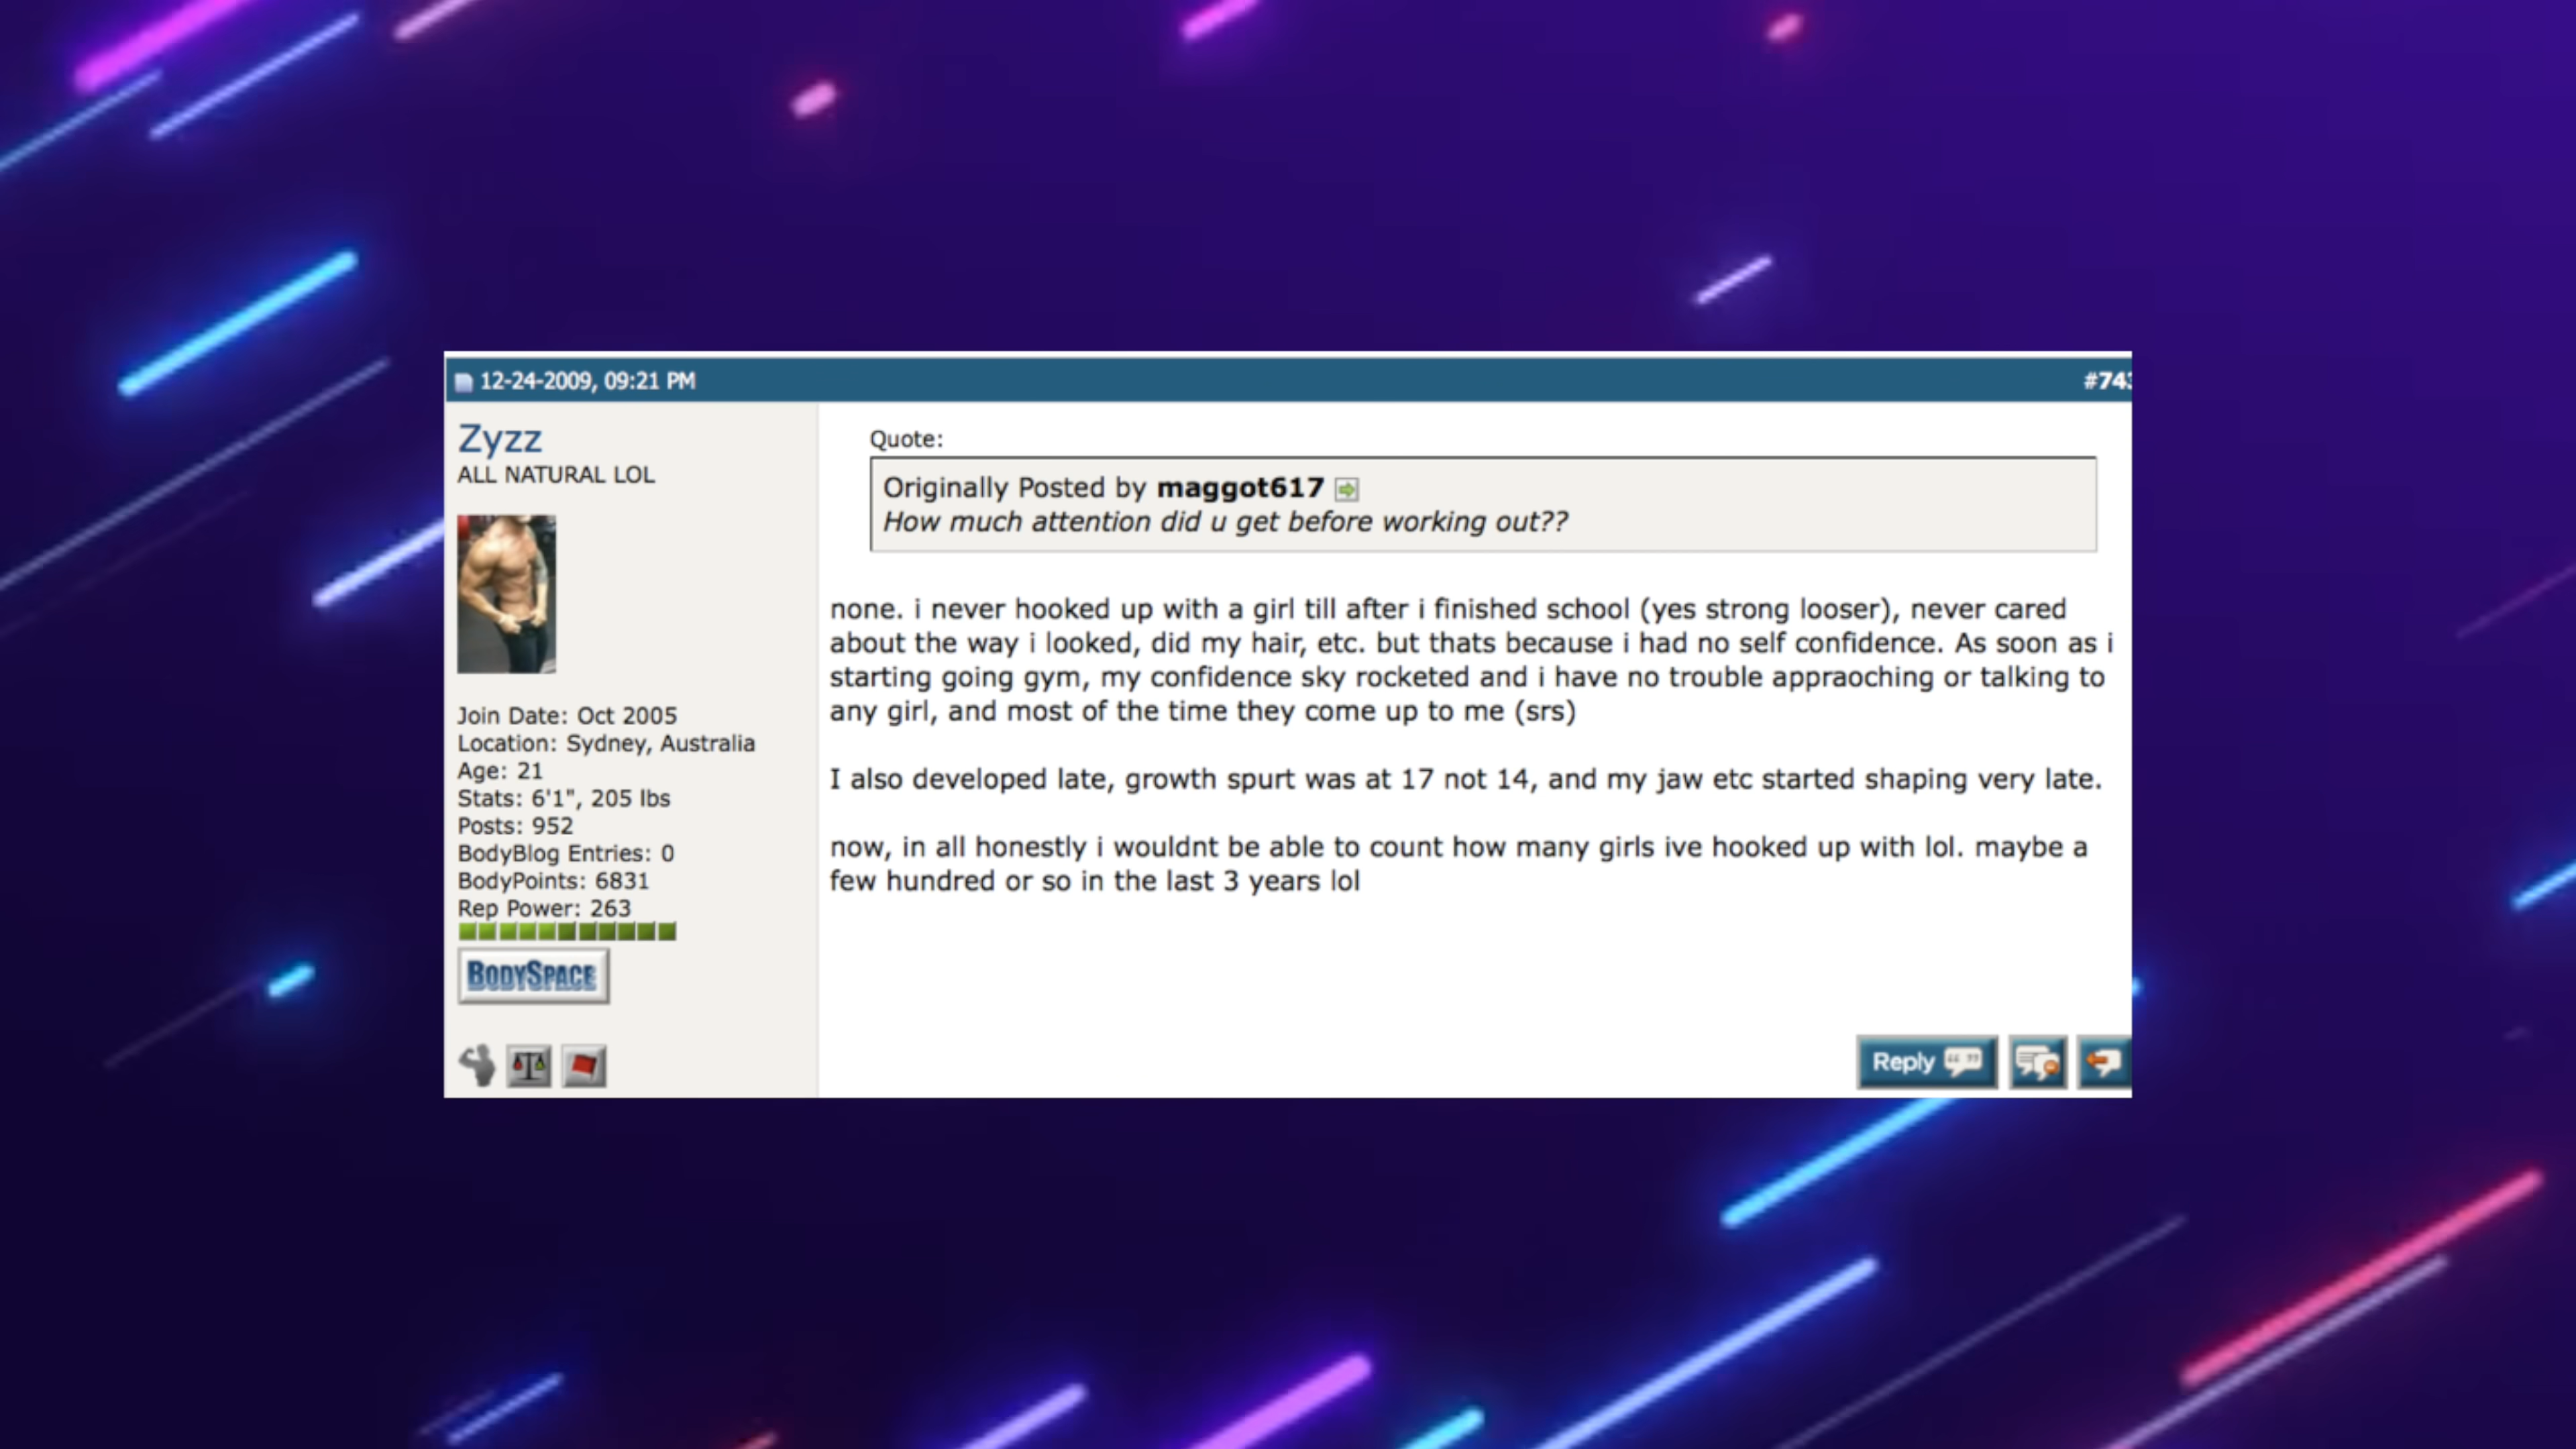 12-24-2009, 09:21 PM
#743
Zyzz
ALL NATURAL LOL
Join Date: Oct 2005
Location: Sydney, Australia
Age: 21
Stats: 6'1", 205 lbs
Posts: 952
BodyBlog Entries: 0
BodyPoints: 6831
Rep Power: 263
BODYSPACE
Quote:
Originally Posted by maggot617
How much attention did u get before working out??
none. i never hooked up with a girl till after i finished school (yes strong looser), never cared
about the way i looked, did my hair, etc. but thats because i had no self confidence. As soon as i
starting going gym, my confidence sky rocketed and i have no trouble appraoching or talking to
any girl, and most of the time they come up to me (srs)
I also developed late, growth spurt was at 17 not 14, and my jaw etc started shaping very late.
now, in all honestly i wouldnt be able to count how many girls ive hooked up with lol. maybe a
few hundred or so in the last 3 years lol
Reply